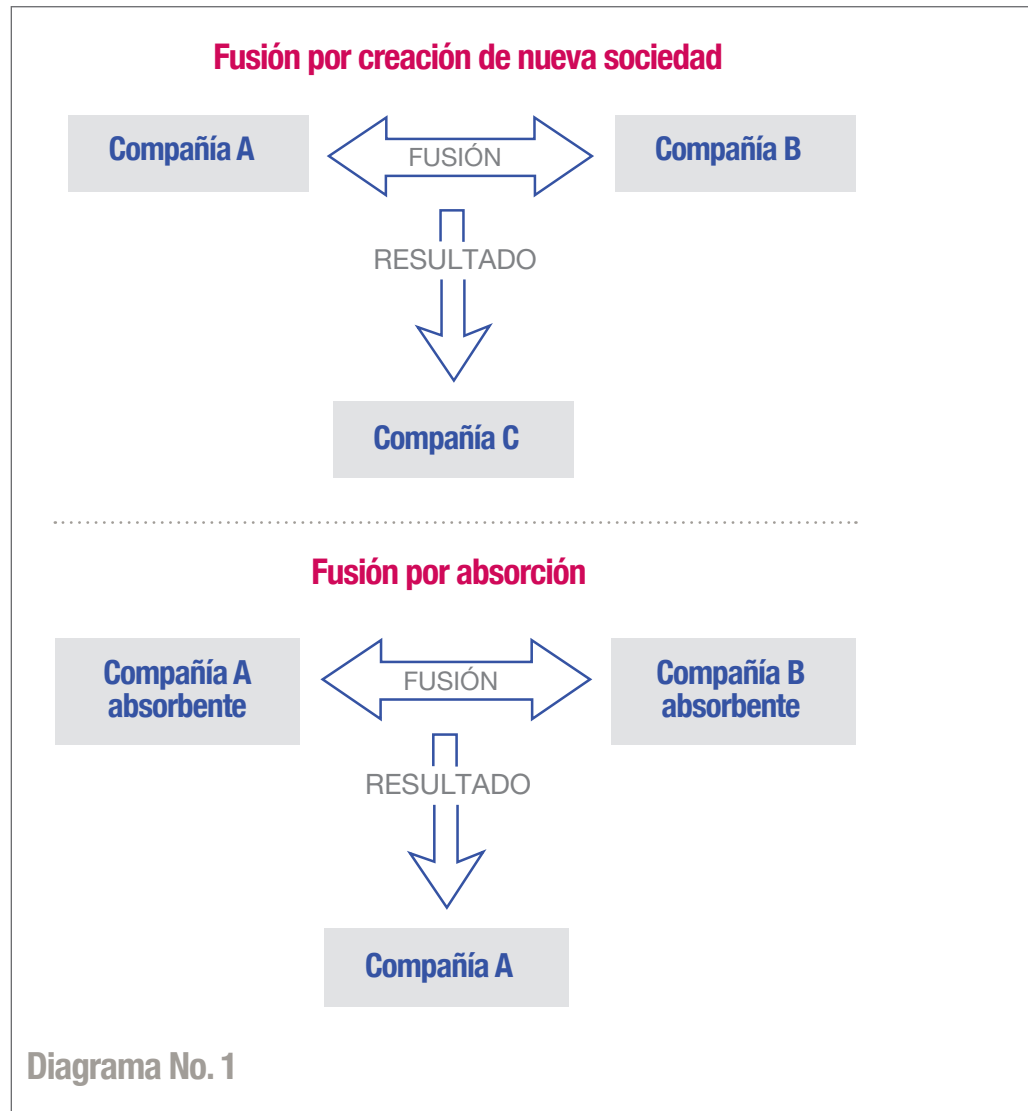 Fusión por creación de nueva sociedad
Compañía A
FUSIÓN
Compañía B
RESULTADO
Compañía C
Fusión por absorción
Compañía A
absorbente
FUSIÓN
Compañía B
absorbente
RESULTADO
Compañía A
Diagrama No. 1